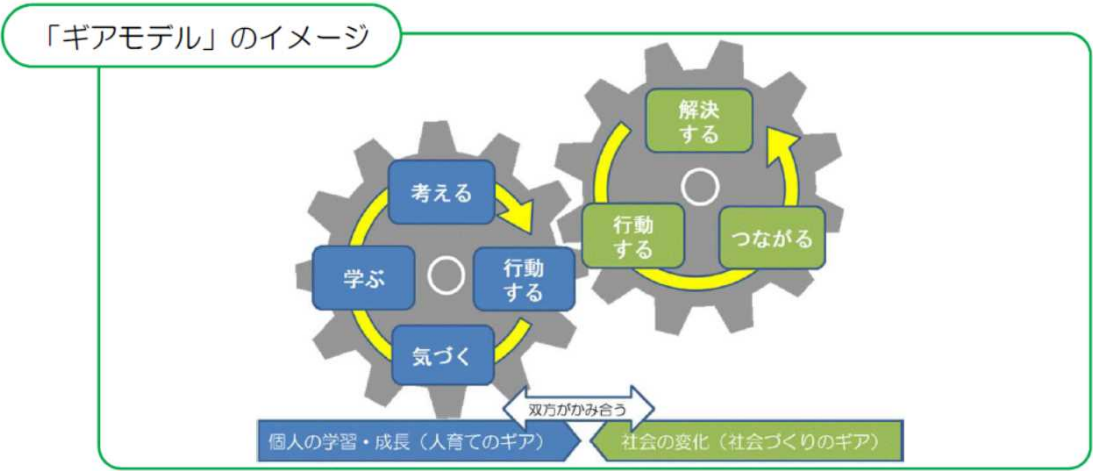 「ギアモデル」のイメージ
解決
する
考える
行動
する
つながる
学ぶ
行動
する
気づく
双方がかみ合う
個人の学習・成長（人育てのギア）
社会の変化（社会づくりのギア）